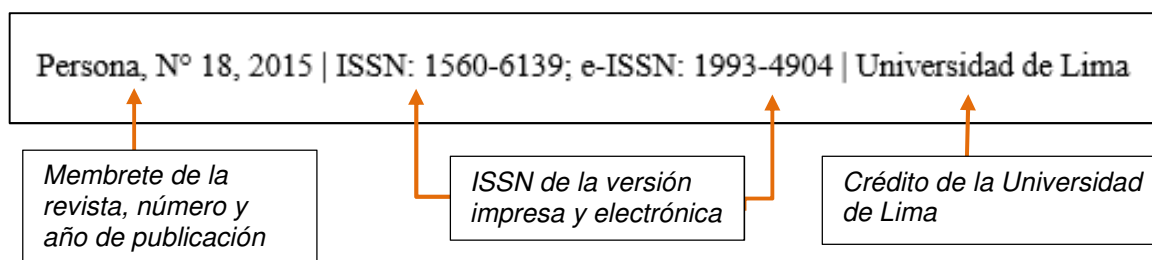 Persona, N° 18, 2015 | ISSN: 1560-6139; e-ISSN: 1993-4904 | Universidad de Lima
Membrete de la
revista, número y
año de publicación
ISSN de la versión
impresa y electrónica
Crédito de la Universidad
de Lima